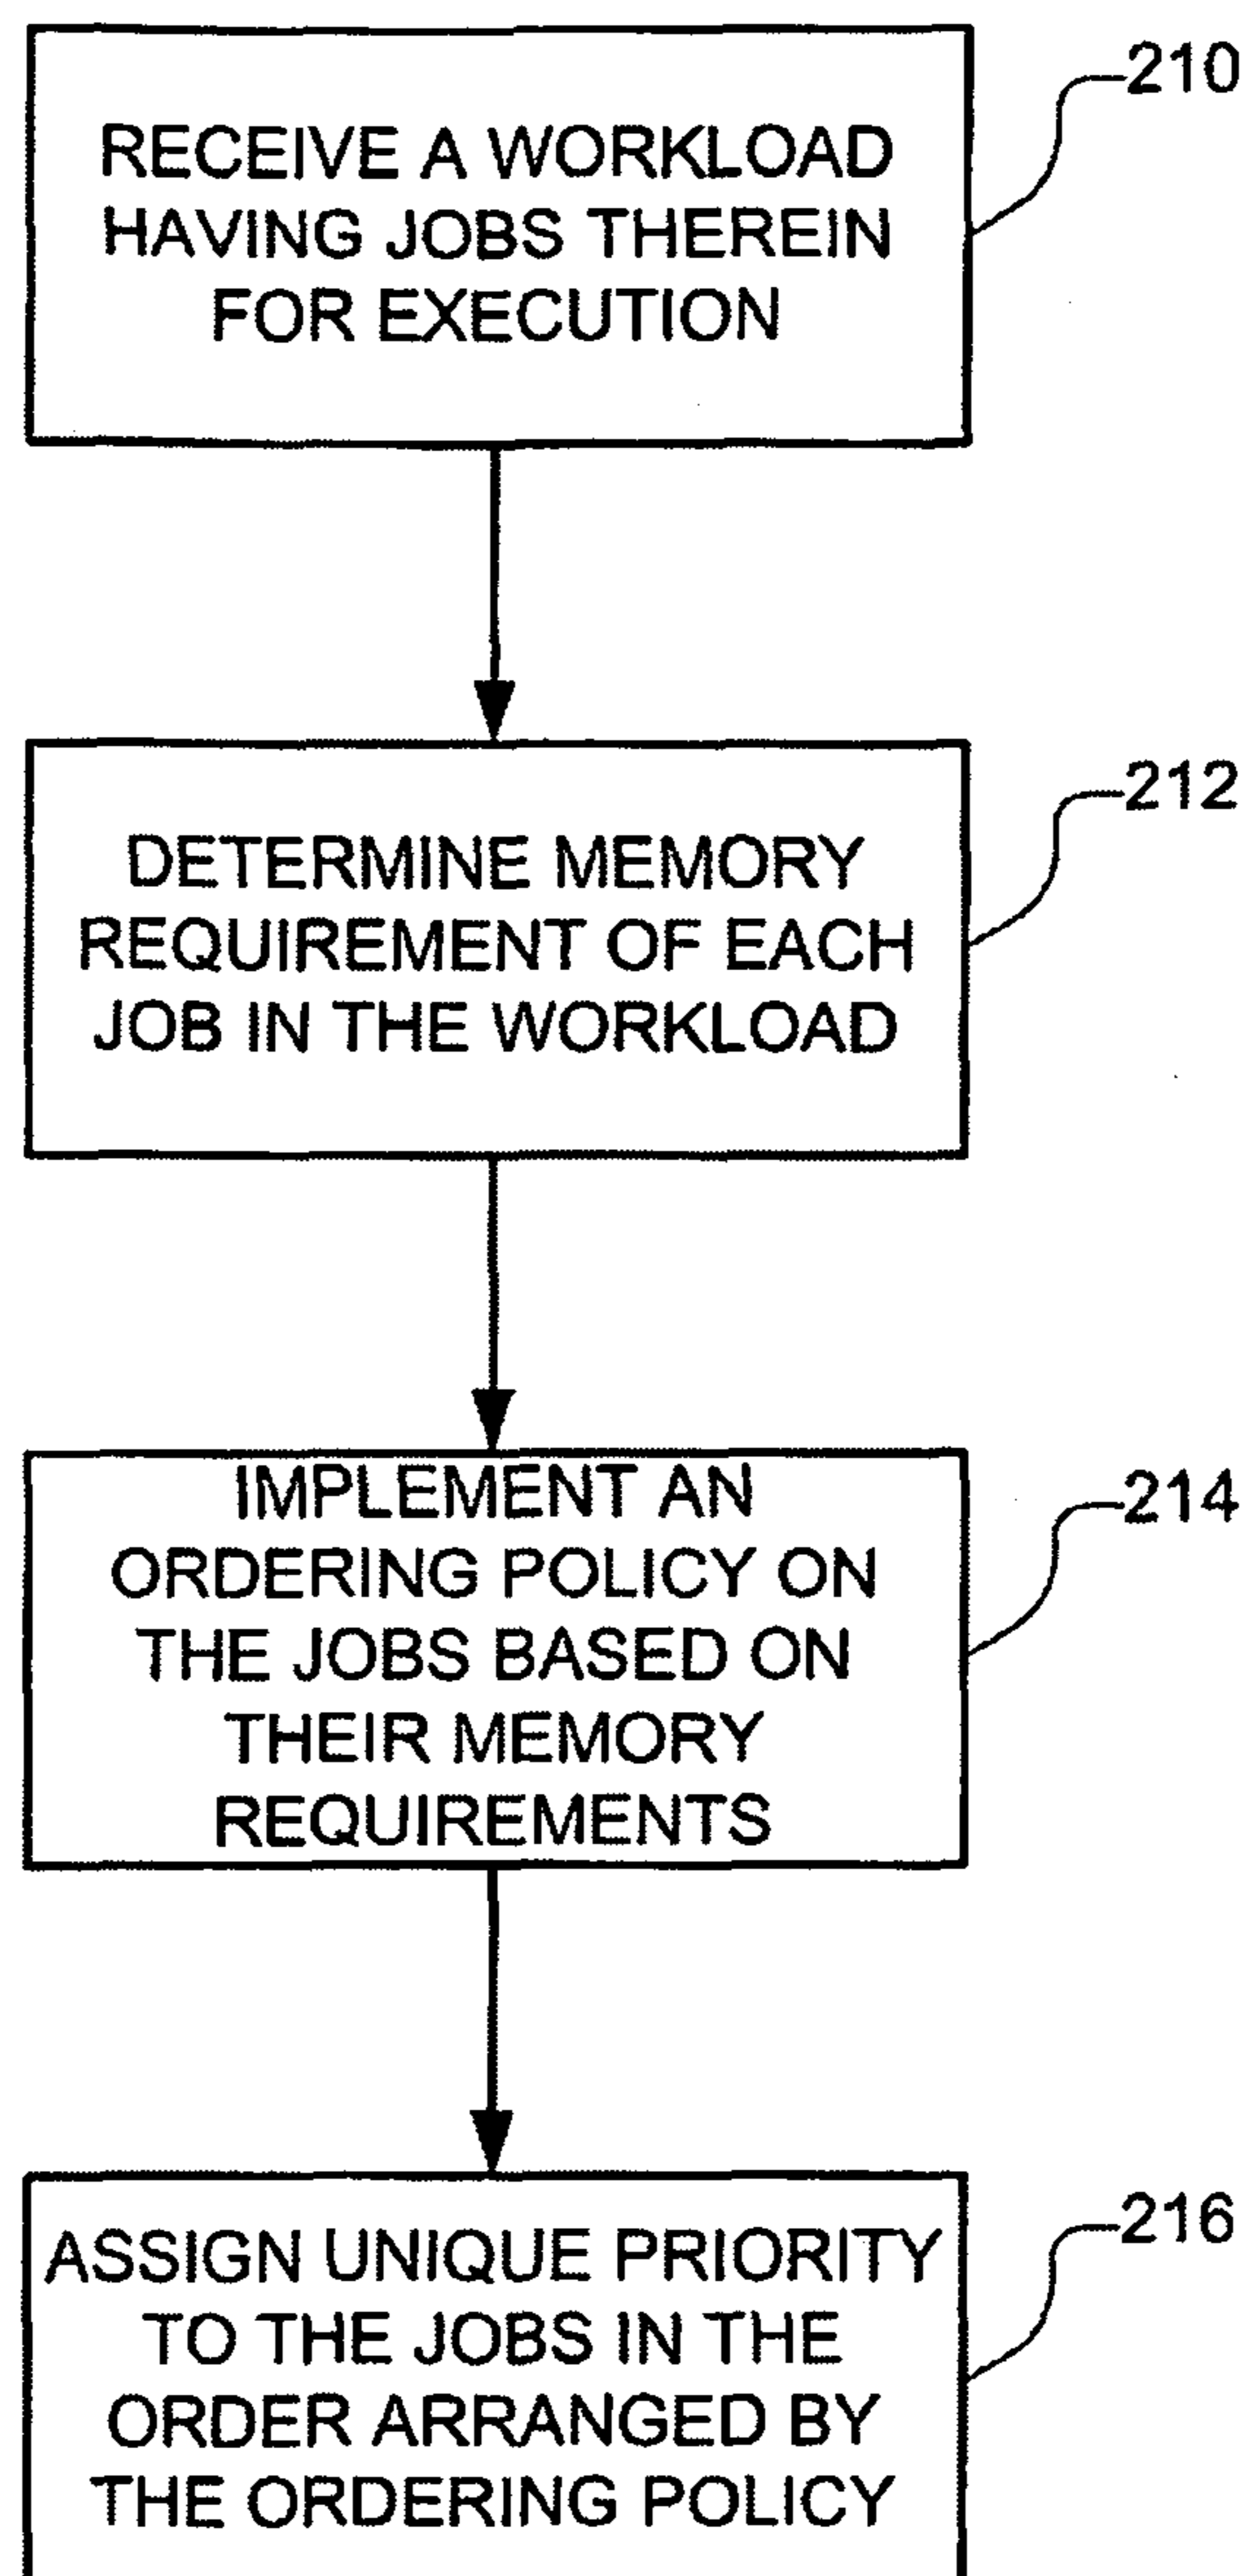 210
RECEIVE A WORKLOAD
HAVING JOBS THEREIN
FOR EXECUTION
212
DETERMINE MEMORY
REQUIREMENT OF EACH
JOB IN THE WORKLOAD
214
IMPLEMENT AN
ORDERING POLICY ON
THE JOBS BASED ON
THEIR MEMORY
REQUIREMENTS
216
ASSIGN UNIQUE PRIORITY
TO THE JOBS IN THE
ORDER ARRANGED BY
THE ORDERING POLICY